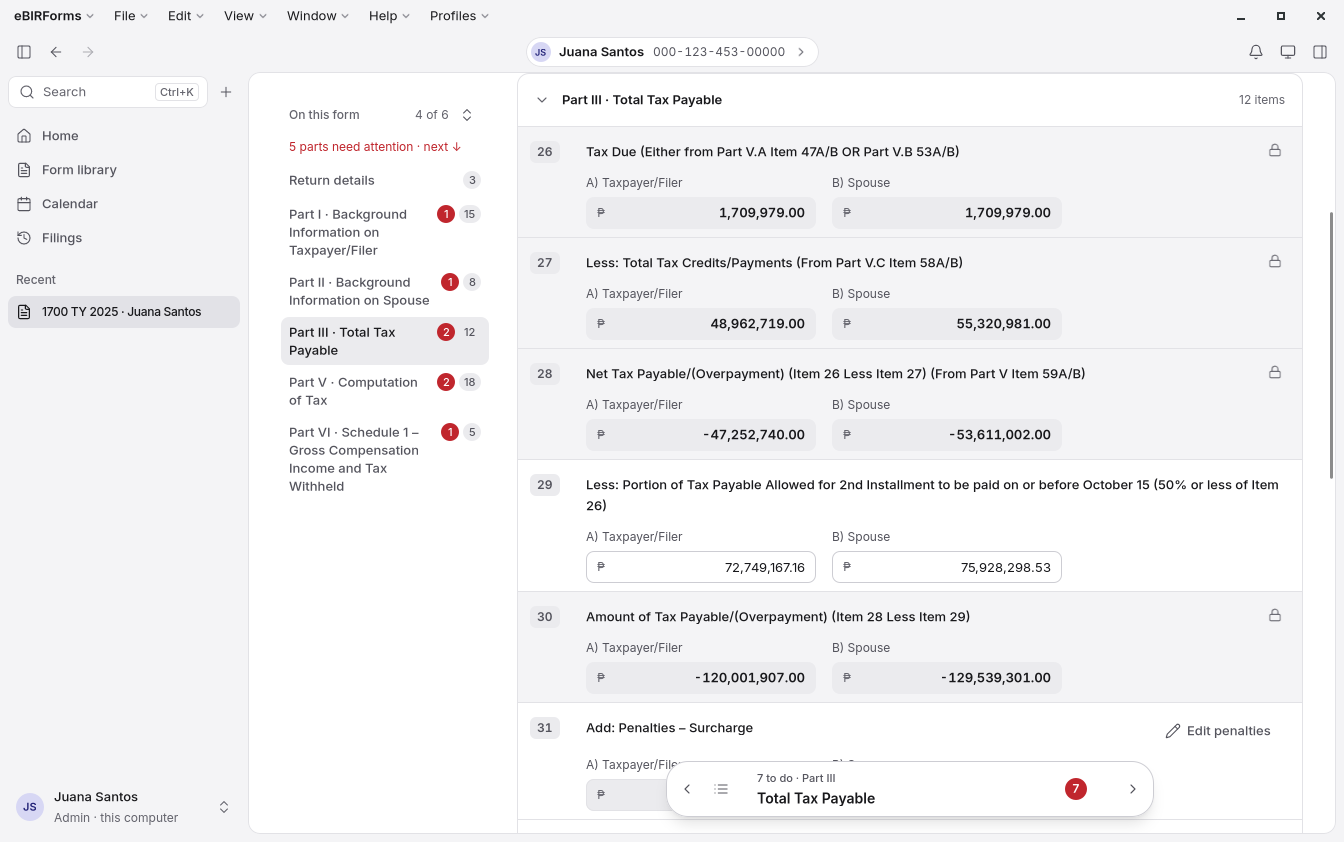 eBIRForms File Edit View Window Help Profiles
JS Juana Santos 000-123-453-00000
Search Ctrl+K
Home
Form library
Calendar
Filings
Recent
1700 TY 2025 · Juana Santos
JS Juana Santos
Admin · this computer
On this form 4 of 6
5 parts need attention · next ↓
Return details 3
Part I · Background 1 15
Information on
Taxpayer/Filer
Part II · Background 1 8
Information on Spouse
Part III · Total Tax 2 12
Payable
Part V · Computation 2 18
of Tax
Part VI · Schedule 1 – 1 5
Gross Compensation
Income and Tax
Withheld
Part III · Total Tax Payable 12 items
26 Tax Due (Either from Part V.A Item 47A/B OR Part V.B 53A/B)
A) Taxpayer/Filer B) Spouse
₱ 1,709,979.00 ₱ 1,709,979.00
27 Less: Total Tax Credits/Payments (From Part V.C Item 58A/B)
A) Taxpayer/Filer B) Spouse
₱ 48,962,719.00 ₱ 55,320,981.00
28 Net Tax Payable/(Overpayment) (Item 26 Less Item 27) (From Part V Item 59A/B)
A) Taxpayer/Filer B) Spouse
₱ -47,252,740.00 ₱ -53,611,002.00
29 Less: Portion of Tax Payable Allowed for 2nd Installment to be paid on or before October 15 (50% or less of Item
26)
A) Taxpayer/Filer B) Spouse
₱ 72,749,167.16 ₱ 75,928,298.53
30 Amount of Tax Payable/(Overpayment) (Item 28 Less Item 29)
A) Taxpayer/Filer B) Spouse
₱ -120,001,907.00 ₱ -129,539,301.00
31 Add: Penalties – Surcharge Edit penalties
A) Taxpayer/Filer
₱
7 to do · Part III
Total Tax Payable 7